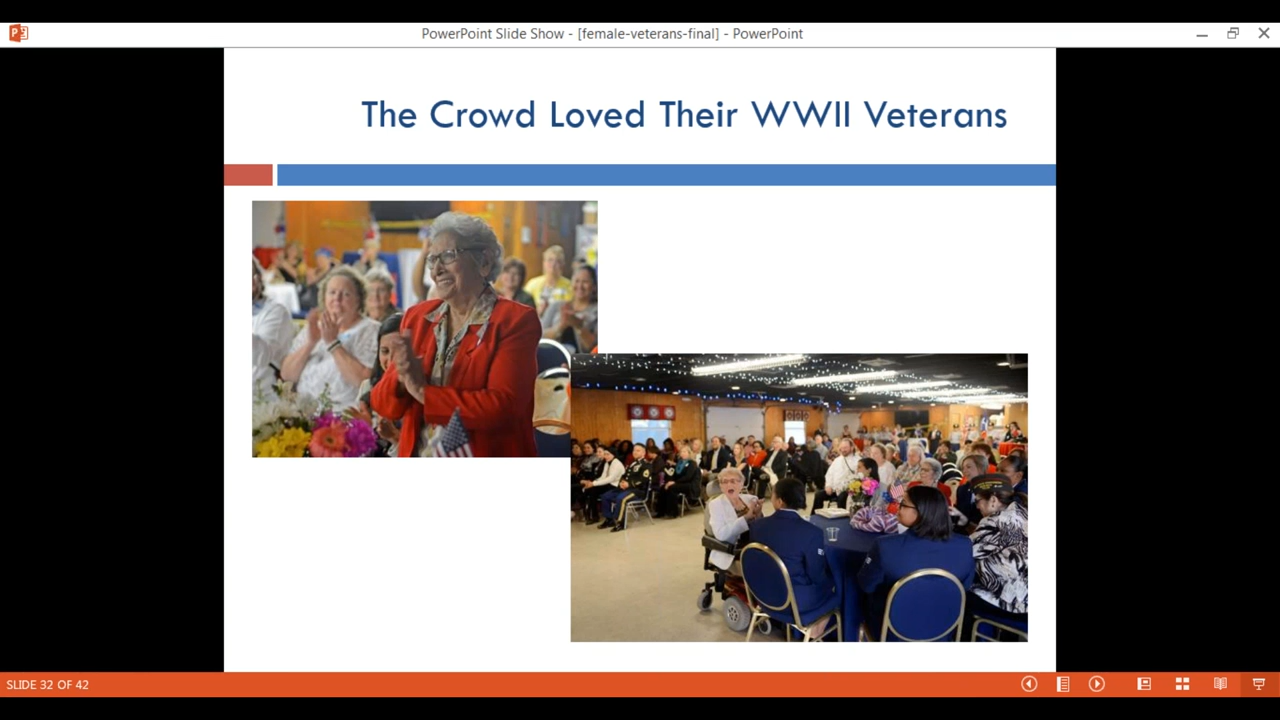 PowerPoint Slide Show - [female-veterans-final] - PowerPoint
The Crowd Loved Their WWII Veterans
SLIDE 32 OF 42